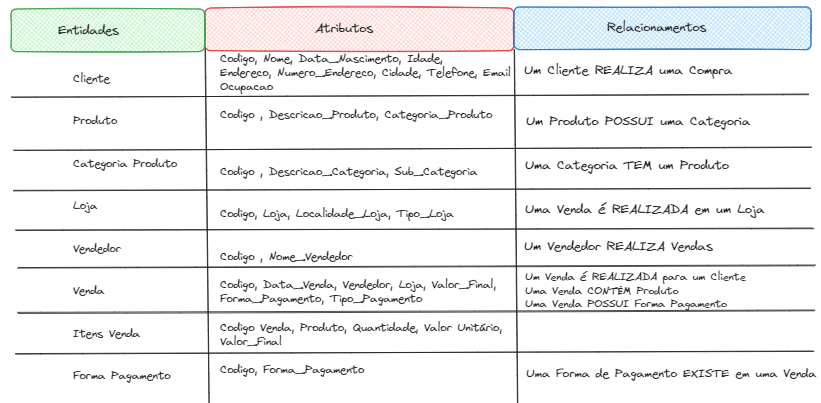 Entidades
Atributos
Relacionamentos
Cliente
Codigo, Nome, Data_Nascimento, Idade,
Endereco, Numero_Endereco, Cidade, Telefone, Email
Ocupacao
Um Cliente REALIZA uma Compra
Produto
Codigo , Descricao_Produto, Categoria_Produto
Um Produto POSSUI uma Categoria
Categoria Produto
Codigo , Descricao_Categoria, Sub_Categoria
Uma Categoria TEM um Produto
Loja
Codigo, Loja, Localidade_Loja, Tipo_Loja
Uma Venda é REALIZADA em um Loja
Vendedor
Codigo , Nome_Vendedor
Um Vendedor REALIZA Vendas
Venda
Codigo, Data_Venda, Vendedor, Loja, Valor_Final,
Forma_Pagamento, Tipo_Pagamento
Um Venda é REALIZADA para um Cliente
Uma Venda CONTÉM Produto
Uma Venda POSSUI Forma Pagamento
Itens Venda
Codigo Venda, Produto, Quantidade, Valor Unitário,
Valor_Final
Forma Pagamento
Codigo, Forma_Pagamento
Uma Forma de Pagamento EXISTE em uma Venda